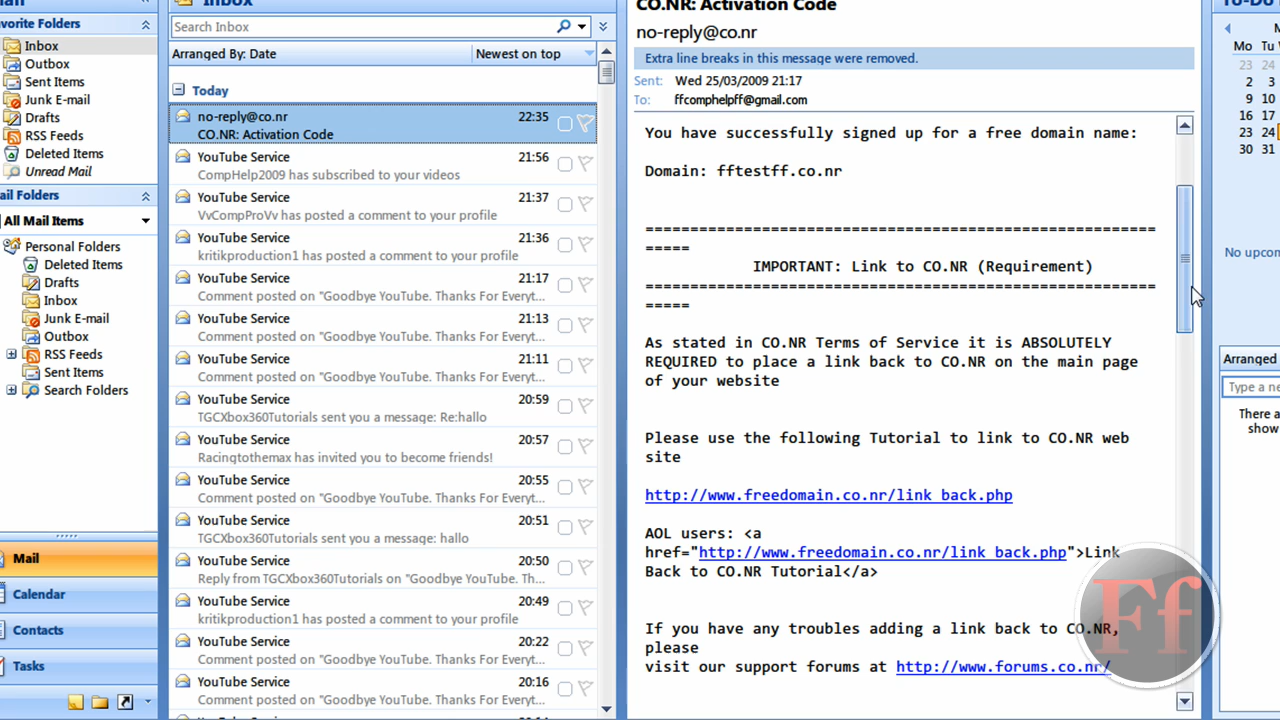 Favorite Folders
Inbox
Outbox
Sent Items
Junk E-mail
Drafts
RSS Feeds
Deleted Items
Unread Mail
Mail Folders
All Mail Items
Personal Folders
Deleted Items
Drafts
Inbox
Junk E-mail
Outbox
RSS Feeds
Sent Items
Search Folders
Mail
Calendar
Contacts
Tasks
Inbox
Search Inbox
Arranged By: Date Newest on top
Today
no-reply@co.nr 22:35
CO.NR: Activation Code
YouTube Service 21:56
CompHelp2009 has subscribed to your videos
YouTube Service 21:37
VvCompProVv has posted a comment to your profile
YouTube Service 21:36
kritikproduction1 has posted a comment to your profile
YouTube Service 21:17
Comment posted on "Goodbye YouTube. Thanks For Everyt...
YouTube Service 21:13
Comment posted on "Goodbye YouTube. Thanks For Everyt...
YouTube Service 21:11
Comment posted on "Goodbye YouTube. Thanks For Everyt...
YouTube Service 20:59
TGCXbox360Tutorials sent you a message: Re:hallo
YouTube Service 20:57
Racingtothemax has invited you to become friends!
YouTube Service 20:55
Comment posted on "Goodbye YouTube. Thanks For Everyt...
YouTube Service 20:51
TGCXbox360Tutorials sent you a message: hallo
YouTube Service 20:50
Reply from TGCXbox360Tutorials on "Goodbye YouTube. Th...
YouTube Service 20:49
kritikproduction1 has posted a comment to your profile
YouTube Service 20:22
Comment posted on "Goodbye YouTube. Thanks For Everyt...
YouTube Service 20:16
Comment posted on "Goodbye YouTube. Thanks For Everyt...
CO.NR: Activation Code
no-reply@co.nr
Extra line breaks in this message were removed.
Sent: Wed 25/03/2009 21:17
To: ffcomphelpff@gmail.com
You have successfully signed up for a free domain name:
Domain: fftestff.co.nr
=========================================================
=====
IMPORTANT: Link to CO.NR (Requirement)
=========================================================
=====
As stated in CO.NR Terms of Service it is ABSOLUTELY
REQUIRED to place a link back to CO.NR on the main page
of your website
Please use the following Tutorial to link to CO.NR web
site
http://www.freedomain.co.nr/link_back.php
AOL users: <a
href="http://www.freedomain.co.nr/link_back.php">Link
Back to CO.NR Tutorial</a>
If you have any troubles adding a link back to CO.NR,
please
visit our support forums at http://www.forums.co.nr/
Ff
To-Do
Mo Tu
23 24
2 3
9 10
16 17
23 24
30 31
No upcom
Arranged
Type a ne
There a
show